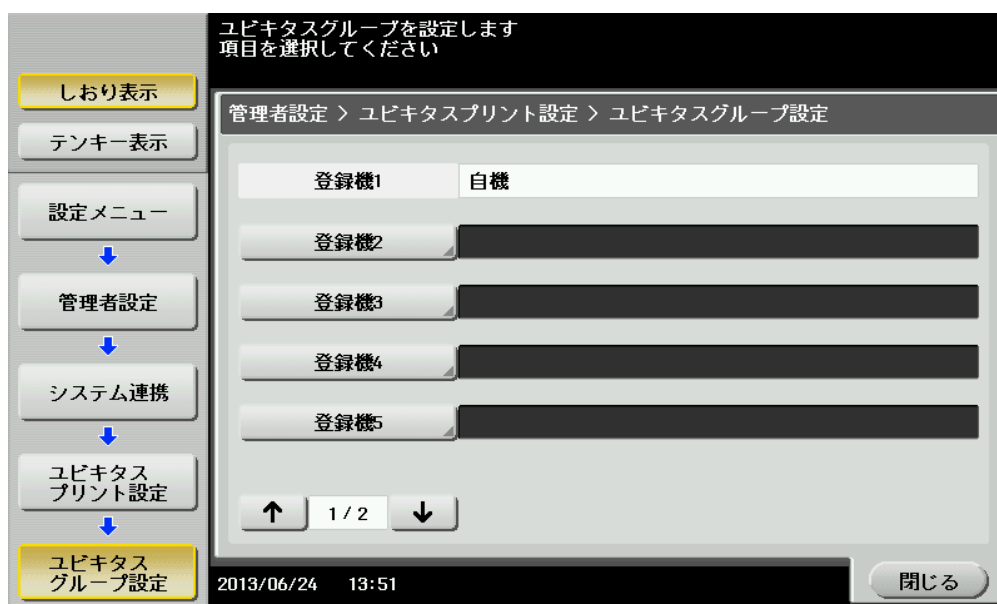 ユビキタスグループを設定します
項目を選択してください
しおり表示
テンキー表示
設定メニュー
管理者設定
システム連携
ユビキタス
プリント設定
ユビキタス
グループ設定
管理者設定 > ユビキタスプリント設定 > ユビキタスグループ設定
登録機1 自機
登録機2
登録機3
登録機4
登録機5
↑ 1/2 ↓
2013/06/24 13:51
閉じる